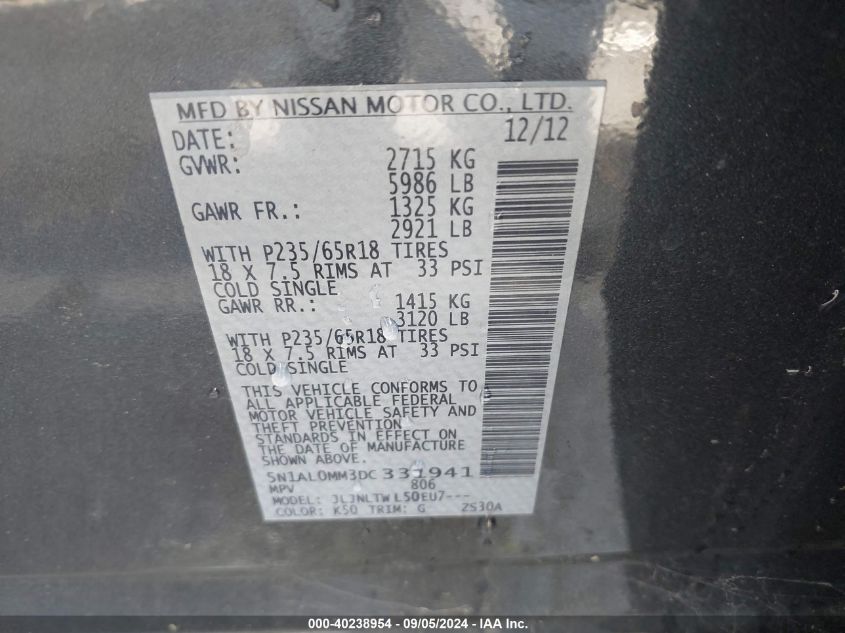 MFD BY NISSAN MOTOR CO., LTD.
DATE: 12/12
GVWR: 2715 KG
5986 LB
GAWR FR.: 1325 KG
2921 LB
WITH P235/65R18 TIRES
18 X 7.5 RIMS AT 33 PSI
COLD SINGLE
GAWR RR.: 1415 KG
3120 LB
WITH P235/65R18 TIRES
18 X 7.5 RIMS AT 33 PSI
COLD SINGLE
THIS VEHICLE CONFORMS TO
ALL APPLICABLE FEDERAL
MOTOR VEHICLE SAFETY AND
THEFT PREVENTION
STANDARDS IN EFFECT ON
THE DATE OF MANUFACTURE
SHOWN ABOVE.
5N1AL0MM3DC331941
MPV 806
MODEL: JLJNLTW L50EU7---
COLOR: K50 TRIM: G ZS30A
000-40238954 - 09/05/2024 - IAA Inc.